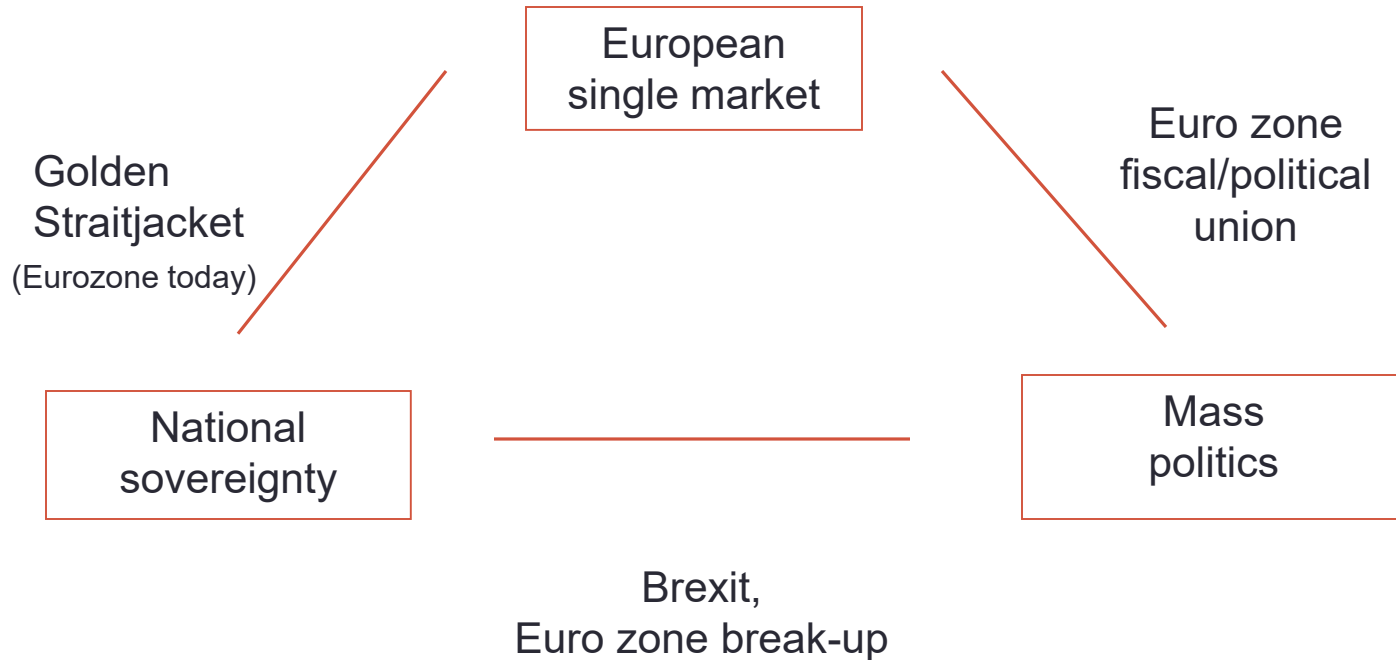 European
single market
Golden
Straitjacket
(Eurozone today)
Euro zone
fiscal/political
union
National
sovereignty
Mass
politics
Brexit,
Euro zone break-up